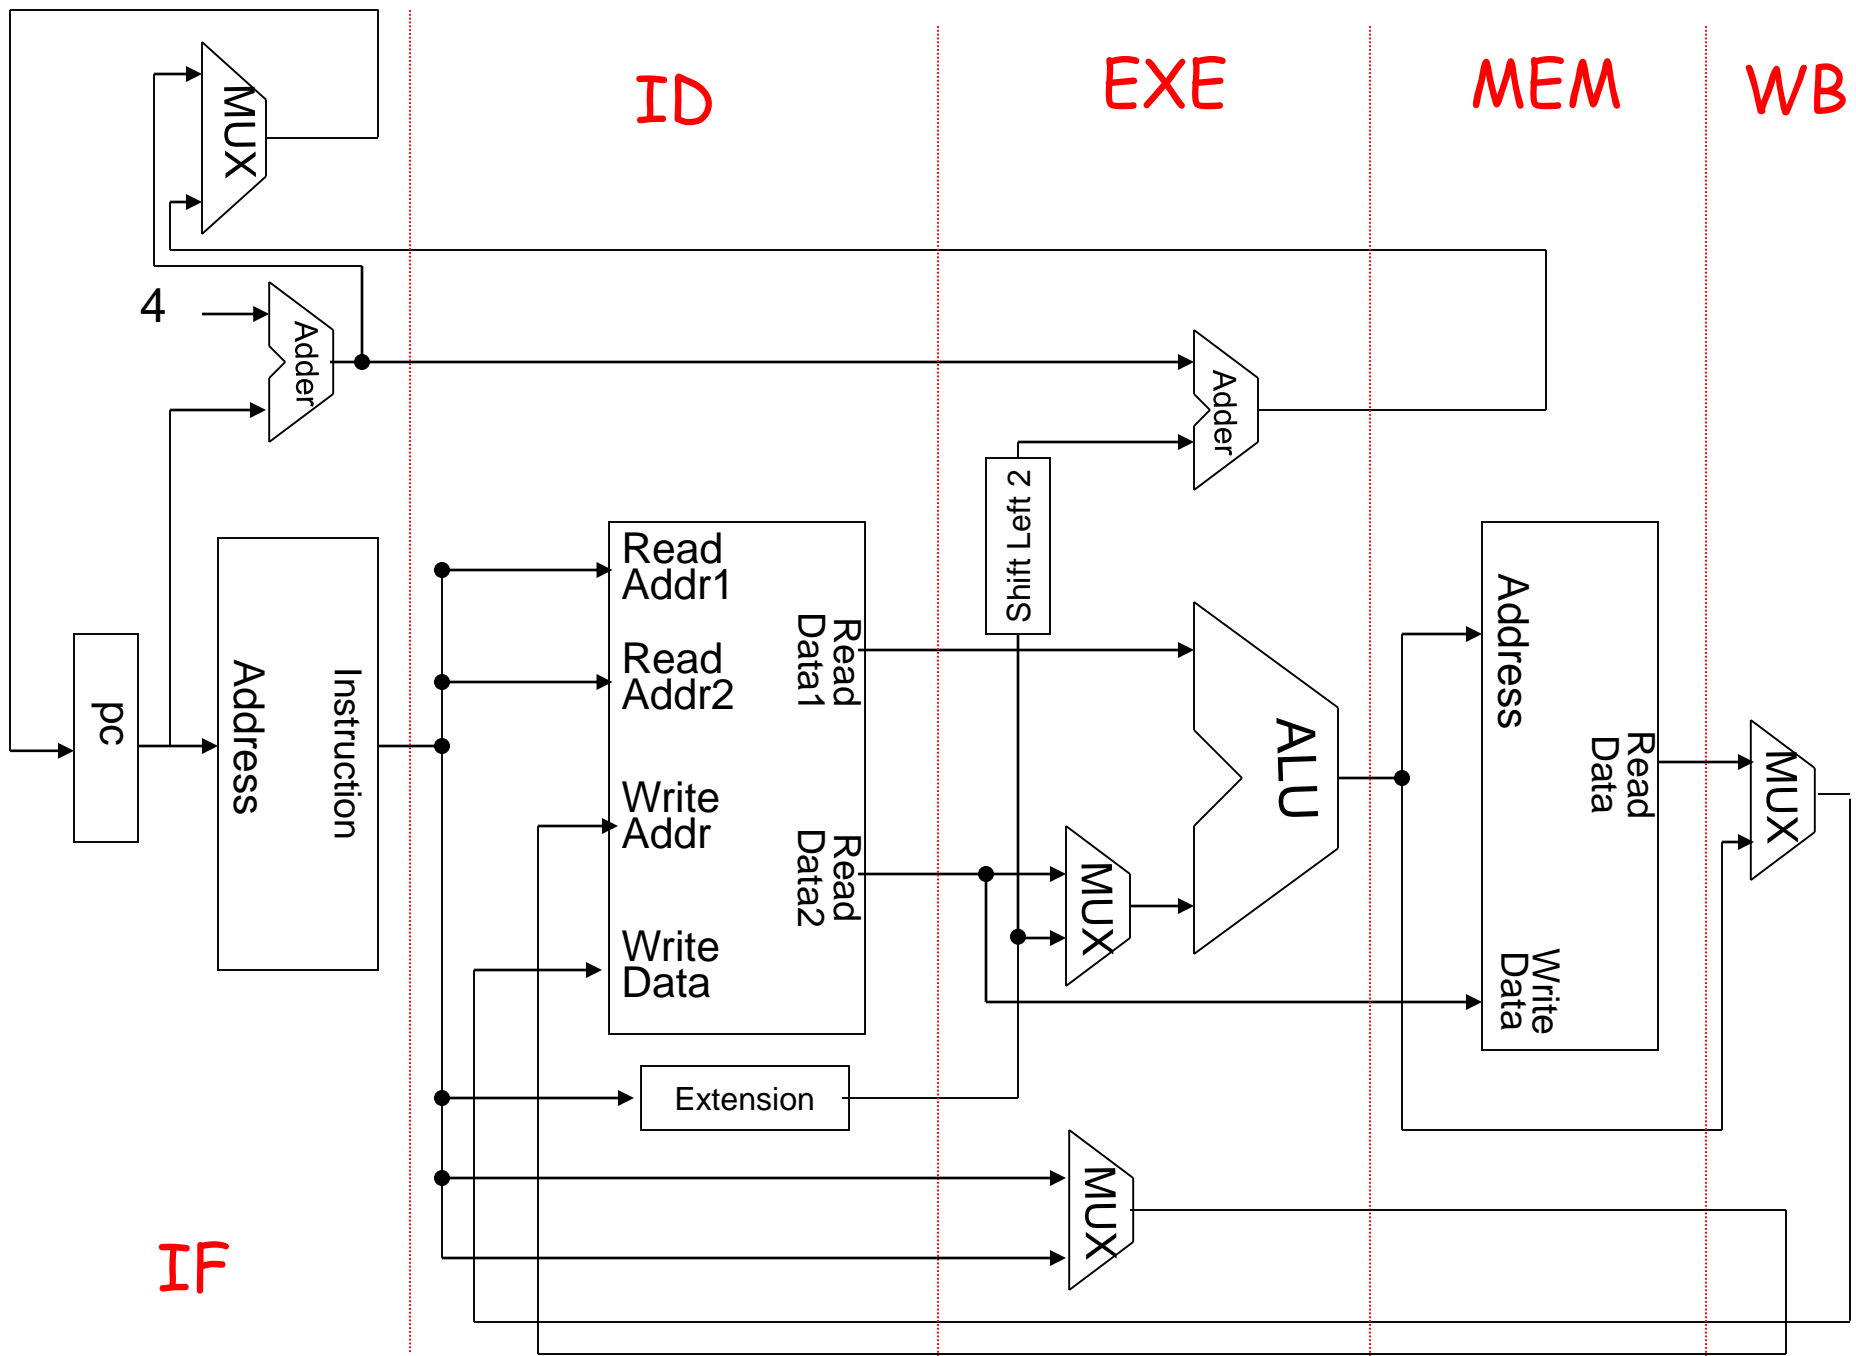 ID
EXE
MEM
WB
MUX
4
Adder
Adder
Shift Left 2
pc
Address
Instruction
Read
Addr1
Read
Addr2
Write
Addr
Write
Data
Read
Data1
Read
Data2
MUX
ALU
Address
Read
Data
Write
Data
MUX
Extension
MUX
IF